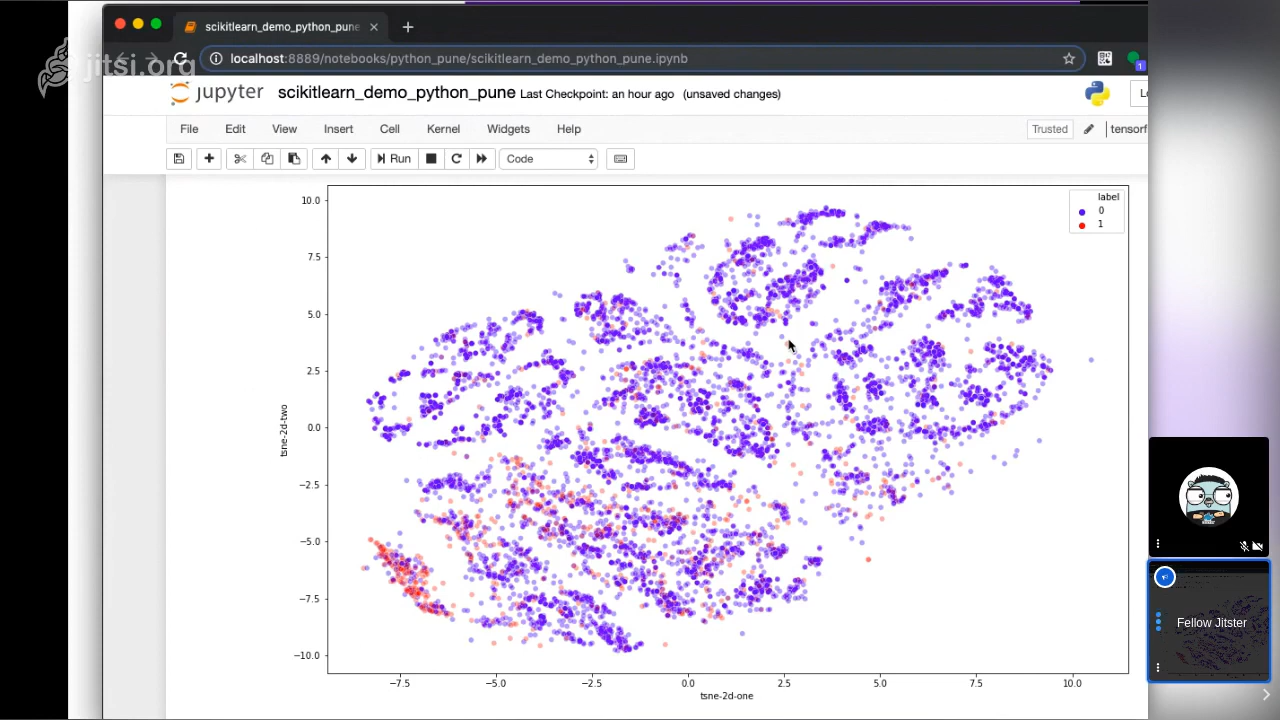 scikitlearn_demo_python_pune
jitsi.org
localhost:8889/notebooks/python_pune/scikitlearn_demo_python_pune.ipynb
1
jupyter scikitlearn_demo_python_pune Last Checkpoint: an hour ago (unsaved changes)
File Edit View Insert Cell Kernel Widgets Help Trusted tensorf
Run Code
label
0
1
10.0
7.5
5.0
2.5
0.0
−2.5
−5.0
−7.5
−10.0
tsne-2d-two
−7.5 −5.0 −2.5 0.0 2.5 5.0 7.5 10.0
tsne-2d-one
Fellow Jitster